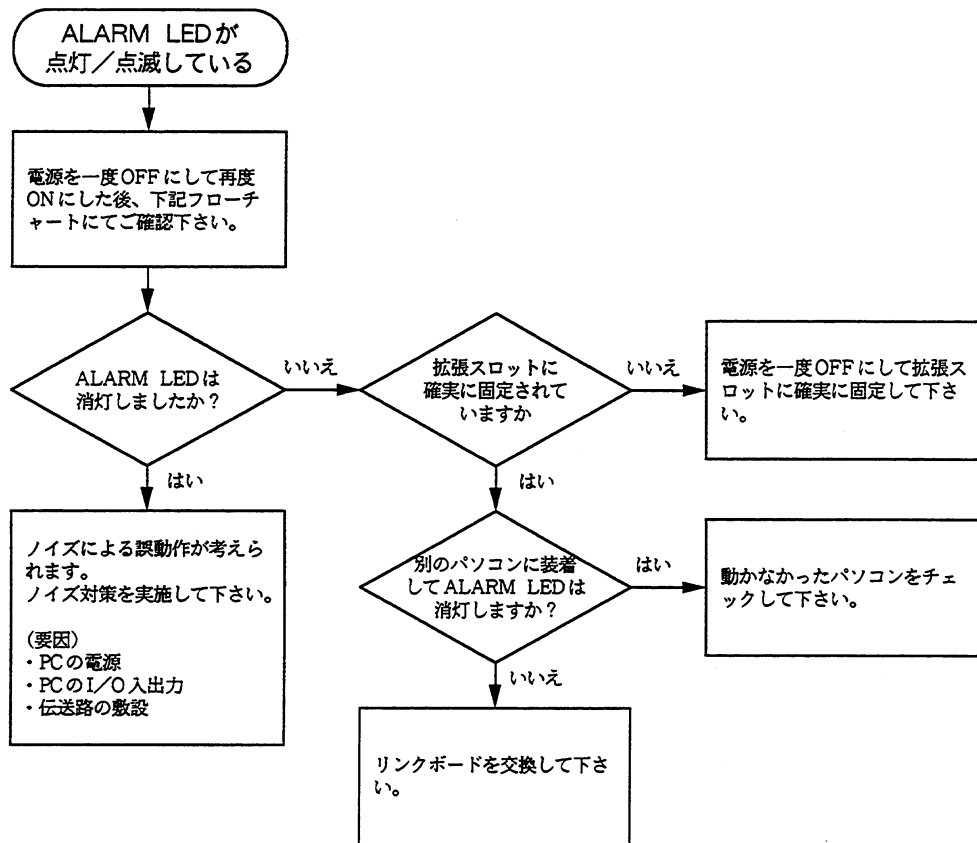 ALARM LEDが
点灯／点滅している
電源を一度OFFにして再度
ONにした後、下記フローチ
ャートにてご確認下さい。
ALARM LEDは
消灯しましたか？
いいえ
拡張スロットに
確実に固定されて
いますか
いいえ
電源を一度OFFにして拡張ス
ロットに確実に固定して下さ
い。
はい
はい
ノイズによる誤動作が考えら
れます。
ノイズ対策を実施して下さい。
(要因)
・PCの電源
・PCのI／O入出力
・伝送路の敷設
別のパソコンに装着
してALARM LEDは
消灯しますか？
はい
動かなかったパソコンをチェ
ックして下さい。
いいえ
リンクボードを交換して下さ
い。